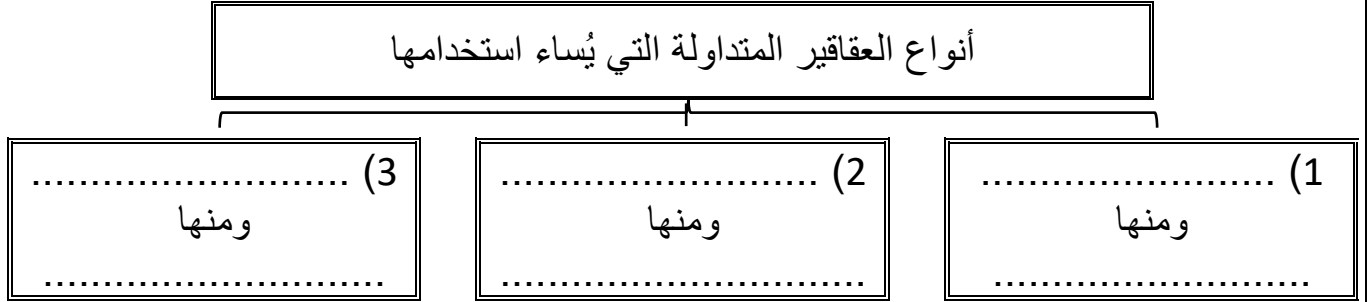 أنواع العقاقير المتداولة التي يُساء استخدامها
1) .........................
ومنها
...........................
2) ...........................
ومنها
...............................
3) ...........................
ومنها
.............................